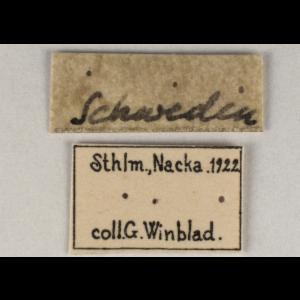 Schweden
Sthlm., Nacka.1922
coll.G.Winblad.